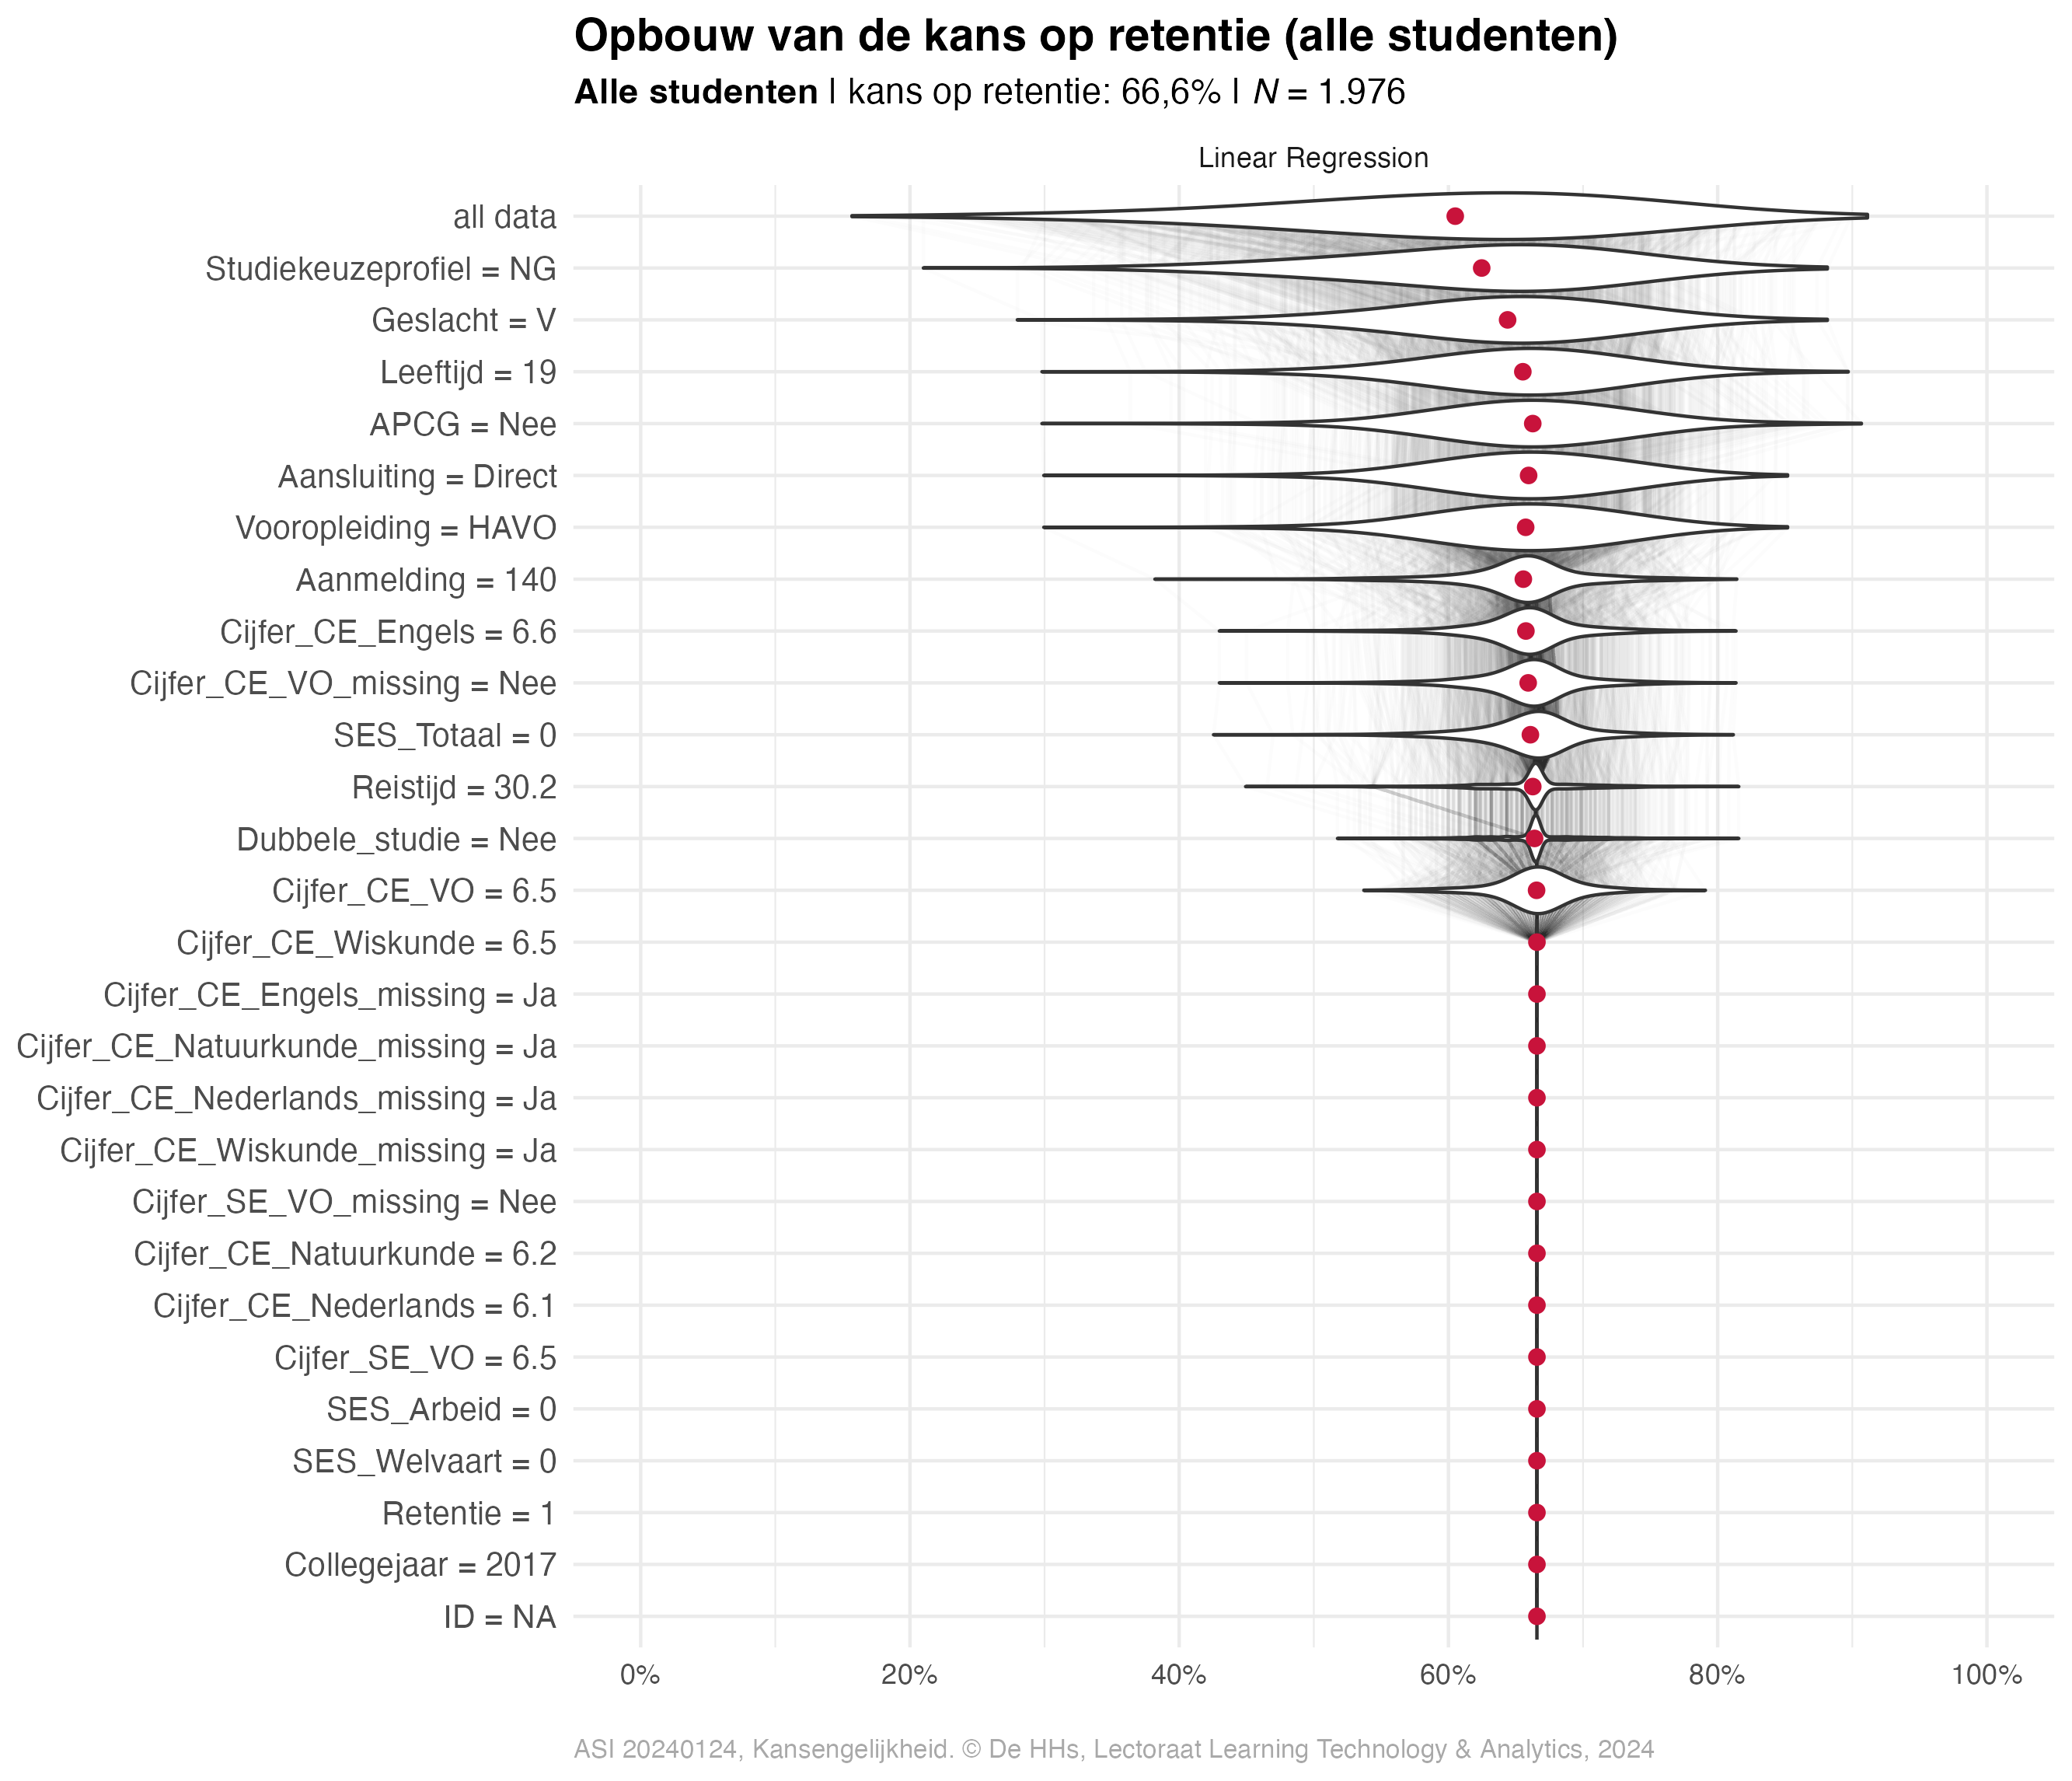 Opbouw van de kans op retentie (alle studenten)
Alle studenten | kans op retentie: 66,6% | N = 1.976
Linear Regression
all data
Studiekeuzeprofiel = NG
Geslacht = V
Leeftijd = 19
APCG = Nee
Aansluiting = Direct
Vooropleiding = HAVO
Aanmelding = 140
Cijfer_CE_Engels = 6.6
Cijfer_CE_VO_missing = Nee
SES_Totaal = 0
Reistijd = 30.2
Dubbele_studie = Nee
Cijfer_CE_VO = 6.5
Cijfer_CE_Wiskunde = 6.5
Cijfer_CE_Engels_missing = Ja
Cijfer_CE_Natuurkunde_missing = Ja
Cijfer_CE_Nederlands_missing = Ja
Cijfer_CE_Wiskunde_missing = Ja
Cijfer_SE_VO_missing = Nee
Cijfer_CE_Natuurkunde = 6.2
Cijfer_CE_Nederlands = 6.1
Cijfer_SE_VO = 6.5
SES_Arbeid = 0
SES_Welvaart = 0
Retentie = 1
Collegejaar = 2017
ID = NA
0% 20% 40% 60% 80% 100%
ASI 20240124, Kansengelijkheid. © De HHs, Lectoraat Learning Technology & Analytics, 2024